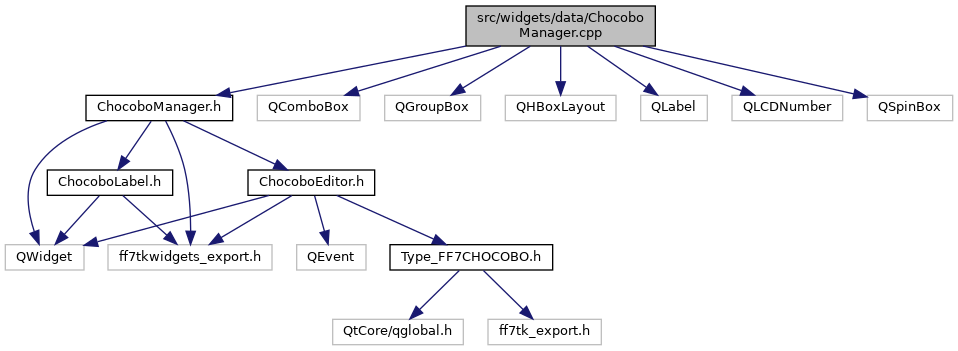 src/widgets/data/Chocobo
Manager.cpp
ChocoboManager.h
QComboBox
QGroupBox
QHBoxLayout
QLabel
QLCDNumber
QSpinBox
ChocoboLabel.h
ChocoboEditor.h
QWidget
ff7tkwidgets_export.h
QEvent
Type_FF7CHOCOBO.h
QtCore/qglobal.h
ff7tk_export.h